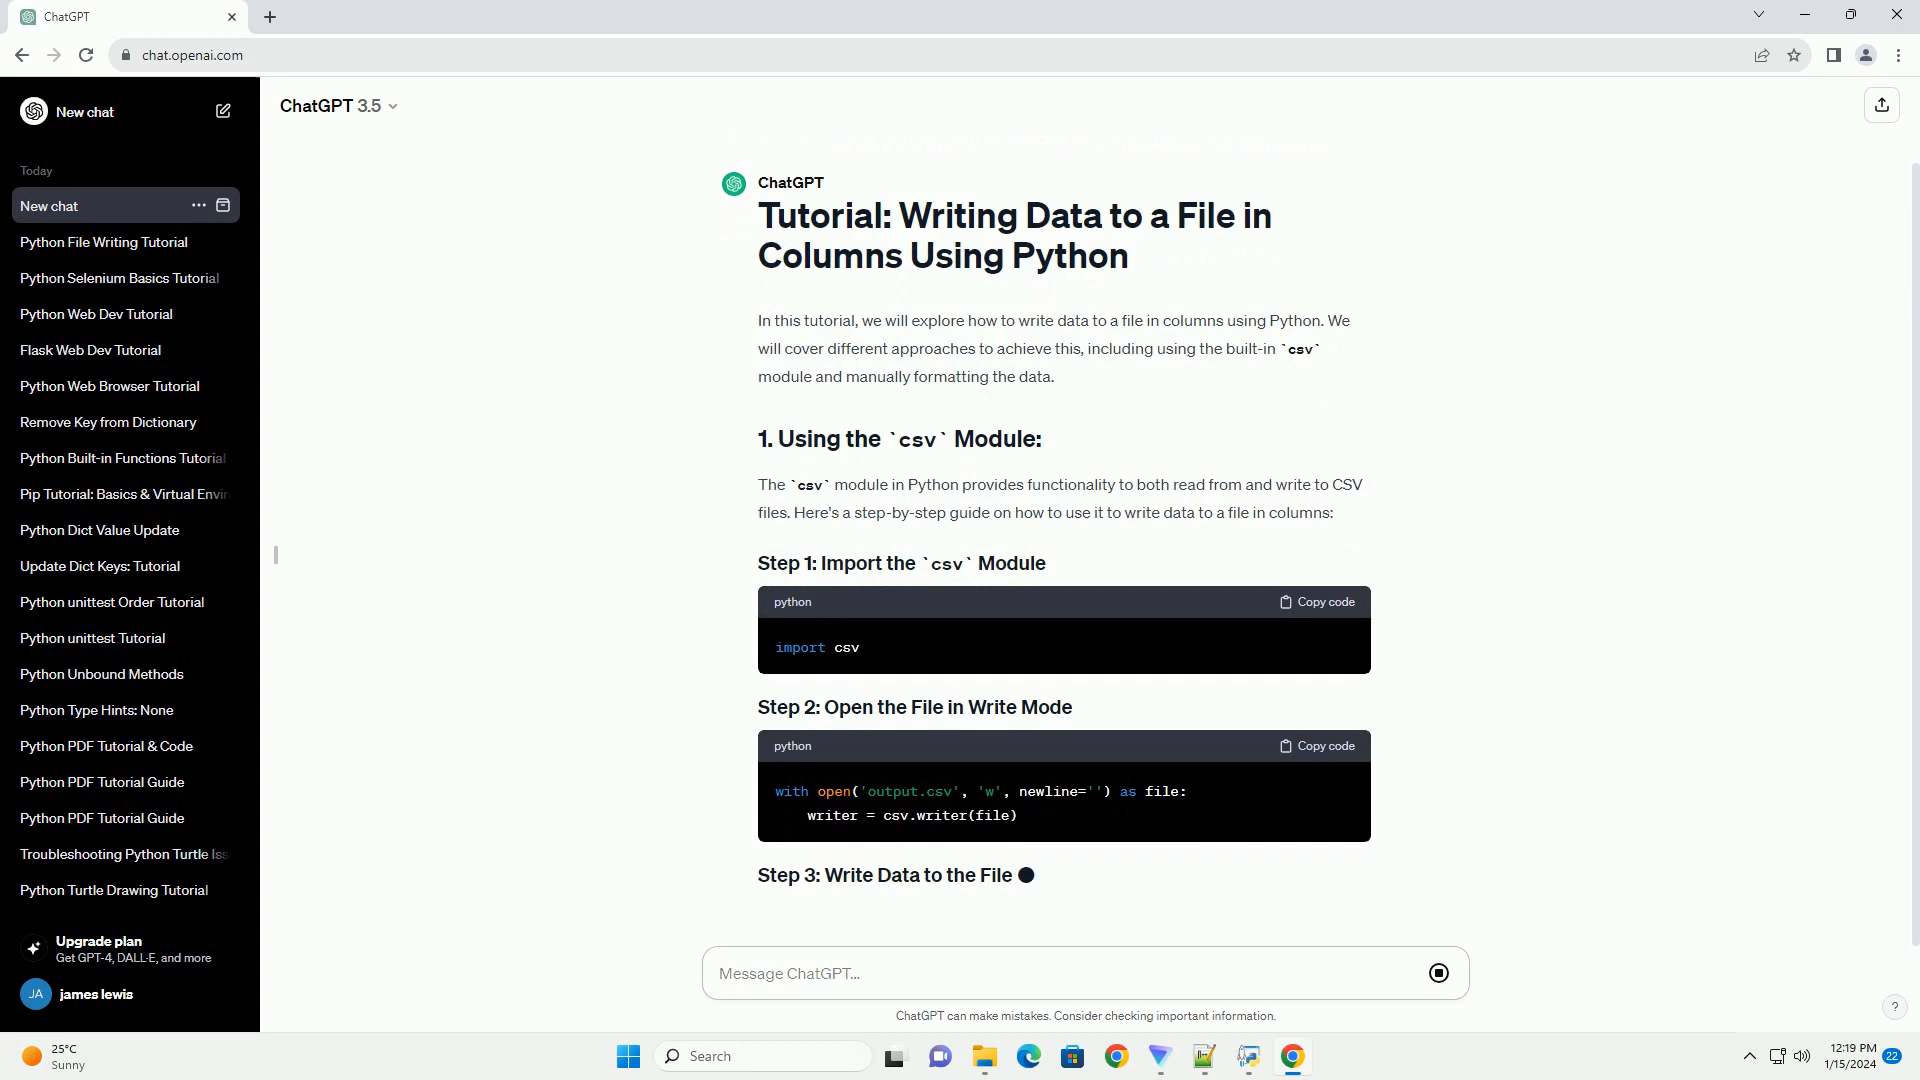 ChatGPT
chat.openai.com
New chat
Today
New chat
Python File Writing Tutorial
Python Selenium Basics Tutorial
Python Web Dev Tutorial
Flask Web Dev Tutorial
Python Web Browser Tutorial
Remove Key from Dictionary
Python Built-in Functions Tutorial
Pip Tutorial: Basics & Virtual Envir
Python Dict Value Update
Update Dict Keys: Tutorial
Python unittest Order Tutorial
Python unittest Tutorial
Python Unbound Methods
Python Type Hints: None
Python PDF Tutorial & Code
Python PDF Tutorial Guide
Python PDF Tutorial Guide
Troubleshooting Python Turtle Iss
Python Turtle Drawing Tutorial
Upgrade plan
Get GPT-4, DALL·E, and more
JA
james lewis
ChatGPT 3.5
ChatGPT
Tutorial: Writing Data to a File in
Columns Using Python
In this tutorial, we will explore how to write data to a file in columns using Python. We
will cover different approaches to achieve this, including using the built-in `csv`
module and manually formatting the data.
1. Using the `csv` Module:
The `csv` module in Python provides functionality to both read from and write to CSV
files. Here's a step-by-step guide on how to use it to write data to a file in columns:
Step 1: Import the `csv` Module
python Copy code
import csv
Step 2: Open the File in Write Mode
python Copy code
with open('output.csv', 'w', newline='') as file:
writer = csv.writer(file)
Step 3: Write Data to the File
Message ChatGPT...
ChatGPT can make mistakes. Consider checking important information.
?
25°C
Sunny
Search
12:19 PM
1/15/2024
22